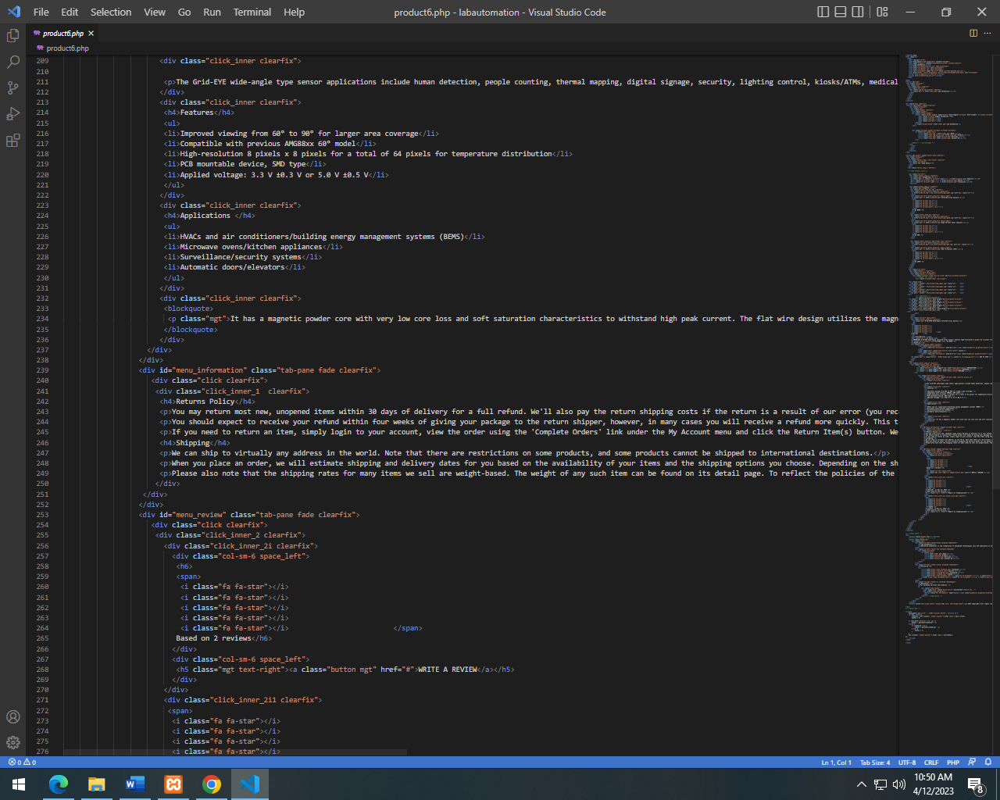 File Edit Selection View Go Run Terminal Help product6.php - labautomation - Visual Studio Code
product6.php
product6.php
209 <div class="click_inner clearfix">
210
211 <p>The Grid-EYE wide-angle type sensor applications include human detection, people counting, thermal mapping, digital signage, security, lighting control, kiosks/ATMs, medical
212 </div>
213 <div class="click_inner clearfix">
214 <h4>Features</h4>
215 <ul>
216 <li>Improved viewing from 60° to 90° for larger area coverage</li>
217 <li>Compatible with previous AMG88xx 60° model</li>
218 <li>High-resolution 8 pixels x 8 pixels for a total of 64 pixels for temperature distribution</li>
219 <li>PCB mountable device, SMD type</li>
220 <li>Applied voltage: 3.3 V ±0.3 V or 5.0 V ±0.5 V</li>
221 </ul>
222 </div>
223 <div class="click_inner clearfix">
224 <h4>Applications </h4>
225 <ul>
226 <li>HVACs and air conditioners/building energy management systems (BEMS)</li>
227 <li>Microwave ovens/kitchen appliances</li>
228 <li>Surveillance/security systems</li>
229 <li>Automatic doors/elevators</li>
230 </ul>
231 </div>
232 <div class="click_inner clearfix">
233 <blockquote>
234 <p class="mgt">It has a magnetic powder core with very low core loss and soft saturation characteristics to withstand high peak current. The flat wire design utilizes the magn
235 </blockquote>
236 </div>
237 </div>
238 </div>
239 <div id="menu_information" class="tab-pane fade clearfix">
240 <div class="click clearfix">
241 <div class="click_inner_1  clearfix">
242 <h4>Returns Policy</h4>
243 <p>You may return most new, unopened items within 30 days of delivery for a full refund. We'll also pay the return shipping costs if the return is a result of our error (you rec
244 <p>You should expect to receive your refund within four weeks of giving your package to the return shipper, however, in many cases you will receive a refund more quickly. This t
245 <p>If you need to return an item, simply login to your account, view the order using the 'Complete Orders' link under the My Account menu and click the Return Item(s) button. We
246 <h4>Shipping</h4>
247 <p>We can ship to virtually any address in the world. Note that there are restrictions on some products, and some products cannot be shipped to international destinations.</p>
248 <p>When you place an order, we will estimate shipping and delivery dates for you based on the availability of your items and the shipping options you choose. Depending on the sh
249 <p>Please also note that the shipping rates for many items we sell are weight-based. The weight of any such item can be found on its detail page. To reflect the policies of the
250 </div>
251 </div>
252 </div>
253 <div id="menu_review" class="tab-pane fade clearfix">
254 <div class="click clearfix">
255 <div class="click_inner_2 clearfix">
256 <div class="click_inner_2i clearfix">
257 <div class="col-sm-6 space_left">
258 <h6>
259 <span>
260 <i class="fa fa-star"></i>
261 <i class="fa fa-star"></i>
262 <i class="fa fa-star"></i>
263 <i class="fa fa-star"></i>
264 <i class="fa fa-star"></i> </span>
265 Based on 2 reviews</h6>
266 </div>
267 <div class="col-sm-6 space_left">
268 <h5 class="mgt text-right"><a class="button mgt" href="#">WRITE A REVIEW</a></h5>
269 </div>
270 </div>
271 <div class="click_inner_2i1 clearfix">
272 <span>
273 <i class="fa fa-star"></i>
274 <i class="fa fa-star"></i>
275 <i class="fa fa-star"></i>
276 <i class="fa fa-star"></i>
0 0 Ln 1, Col 1 Tab Size: 4 UTF-8 CRLF PHP
10:50 AM
4/12/2023
8